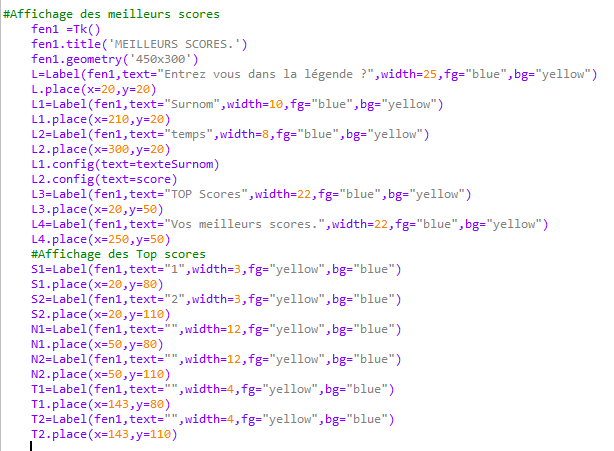 #Affichage des meilleurs scores
fen1 =Tk()
fen1.title('MEILLEURS SCORES.')
fen1.geometry('450x300')
L=Label(fen1,text="Entrez vous dans la légende ?",width=25,fg="blue",bg="yellow")
L.place(x=20,y=20)
L1=Label(fen1,text="Surnom",width=10,fg="blue",bg="yellow")
L1.place(x=210,y=20)
L2=Label(fen1,text="temps",width=8,fg="blue",bg="yellow")
L2.place(x=300,y=20)
L1.config(text=texteSurnom)
L2.config(text=score)
L3=Label(fen1,text="TOP Scores",width=22,fg="blue",bg="yellow")
L3.place(x=20,y=50)
L4=Label(fen1,text="Vos meilleurs scores.",width=22,fg="blue",bg="yellow")
L4.place(x=250,y=50)
#Affichage des Top scores
S1=Label(fen1,text="1",width=3,fg="yellow",bg="blue")
S1.place(x=20,y=80)
S2=Label(fen1,text="2",width=3,fg="yellow",bg="blue")
S2.place(x=20,y=110)
N1=Label(fen1,text="",width=12,fg="yellow",bg="blue")
N1.place(x=50,y=80)
N2=Label(fen1,text="",width=12,fg="yellow",bg="blue")
N2.place(x=50,y=110)
T1=Label(fen1,text="",width=4,fg="yellow",bg="blue")
T1.place(x=143,y=80)
T2=Label(fen1,text="",width=4,fg="yellow",bg="blue")
T2.place(x=143,y=110)